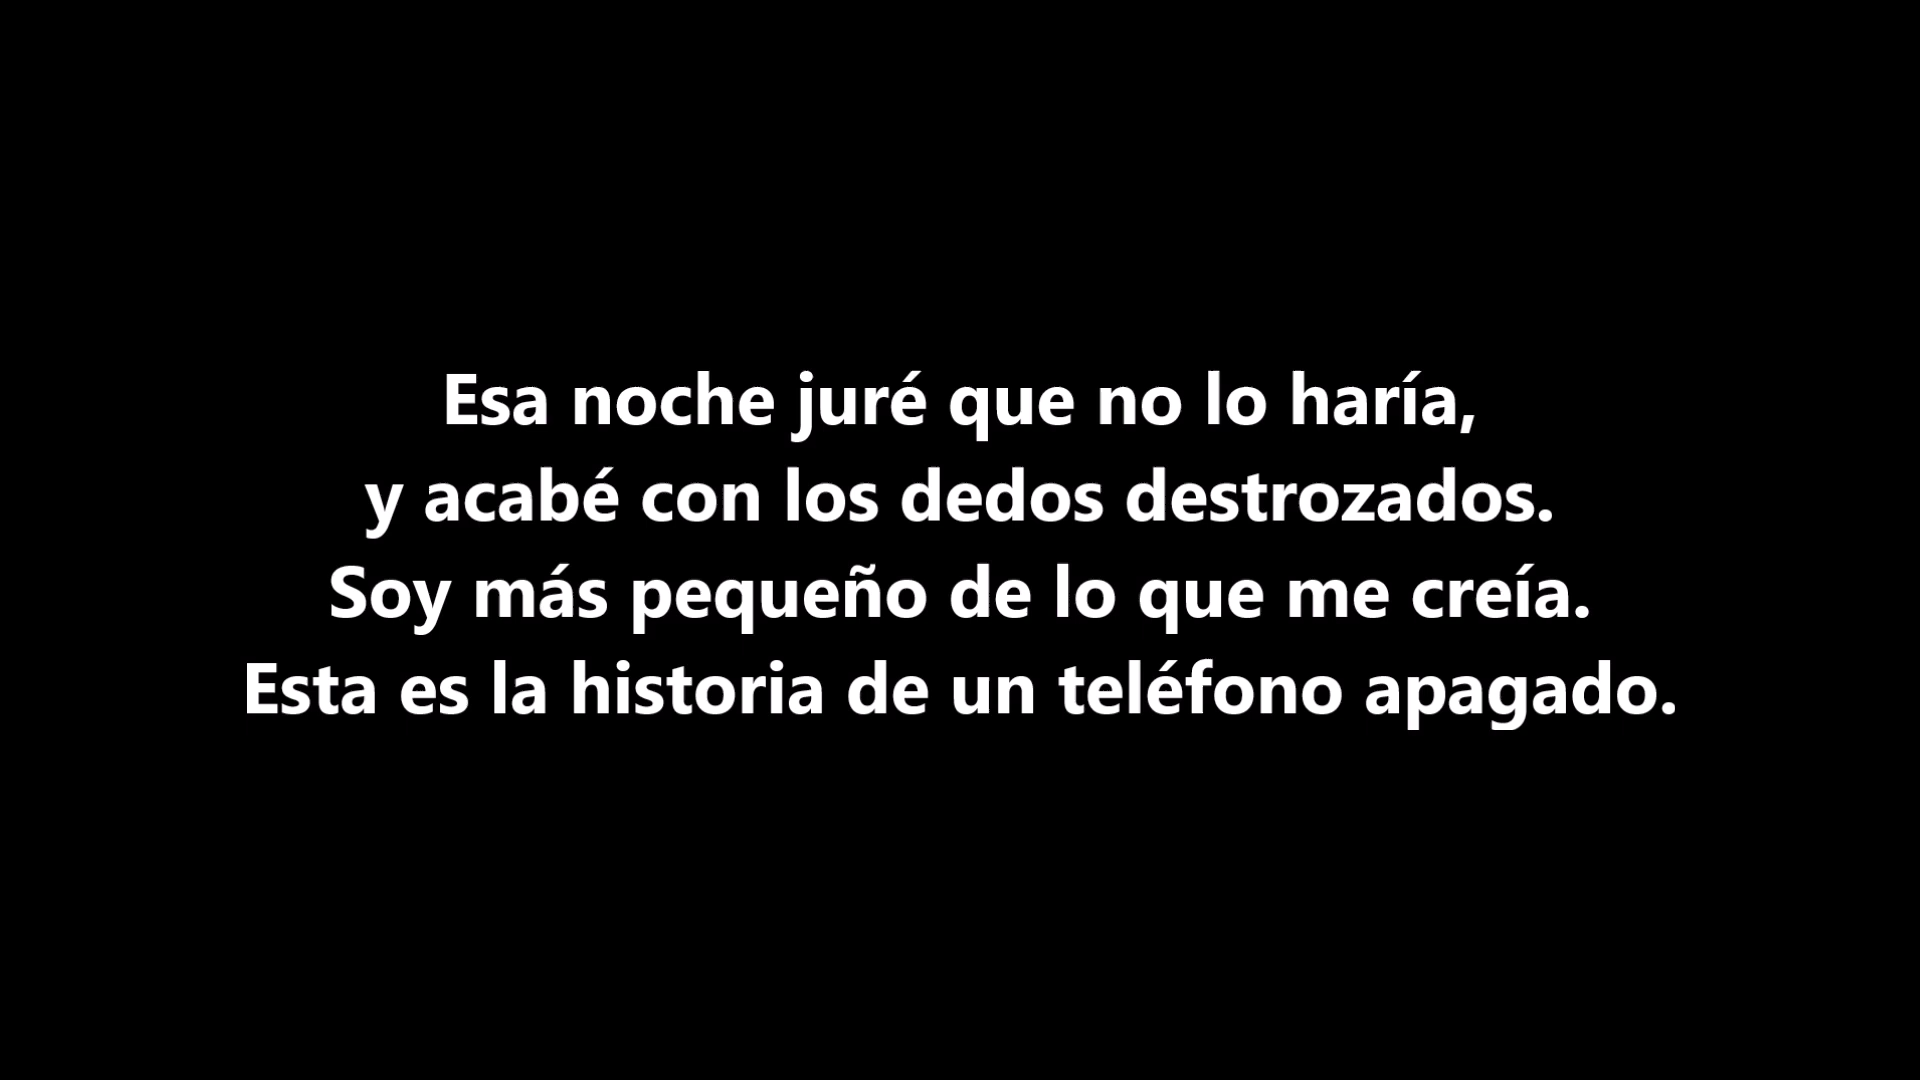 Esa noche juré que no lo haría,
y acabé con los dedos destrozados.
Soy más pequeño de lo que me creía.
Esta es la historia de un teléfono apagado.